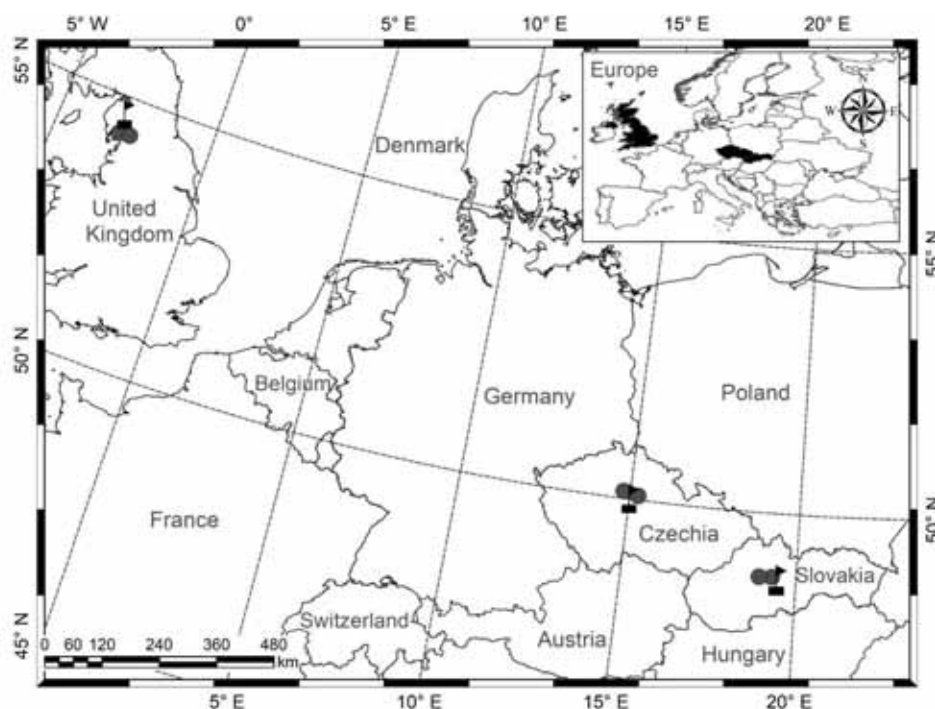 5° W 0° 5° E 10° E 15° E 20° E
55° N
50° N
45° N
Europe
N
W E
S
Denmark
United
Kingdom
Belgium
Germany
Poland
France
Czechia
Slovakia
Switzerland
Austria
Hungary
0 60 120 240 360 480
km
55° N
50° N
5° E 10° E 15° E 20° E